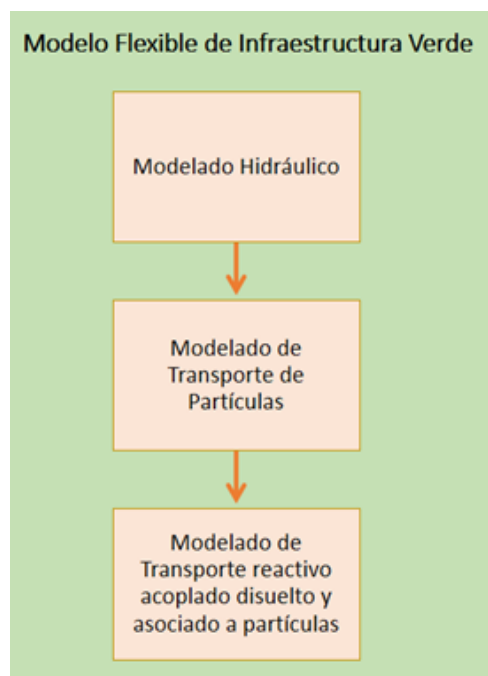 Modelo Flexible de Infraestructura Verde
Modelado Hidráulico
Modelado de
Transporte de
Partículas
Modelado de
Transporte reactivo
acoplado disuelto y
asociado a partículas